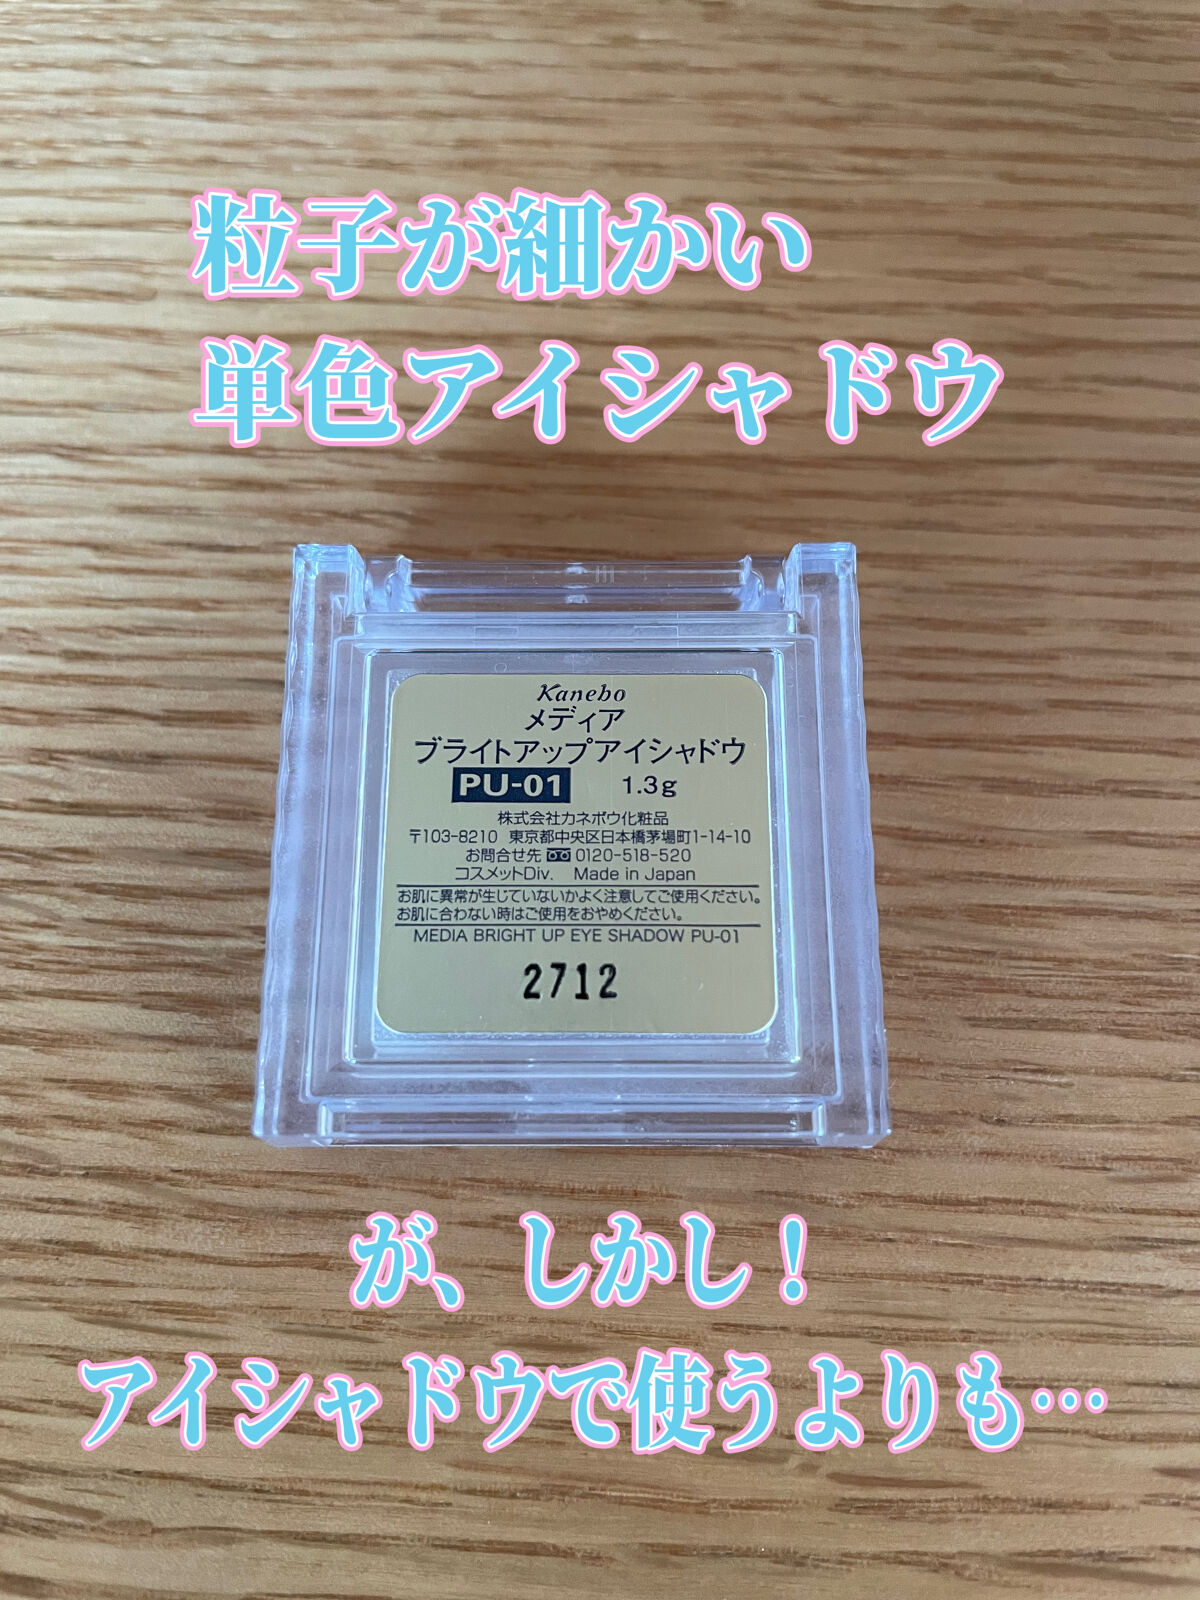 粒子が細かい
単色アイシャドウ
Kanebo
メディア
ブライトアップアイシャドウ
PU-01 1.3g
株式会社カネボウ化粧品
〒103-8210 東京都中央区日本橋茅場町1-14-10
お問合せ先 0120-518-520
コスメットDiv. Made in Japan
お肌に異常が生じていないかよく注意してご使用ください。
お肌に合わない時はご使用をおやめください。
MEDIA BRIGHT UP EYE SHADOW PU-01
2712
が、しかし！
アイシャドウで使うよりも…